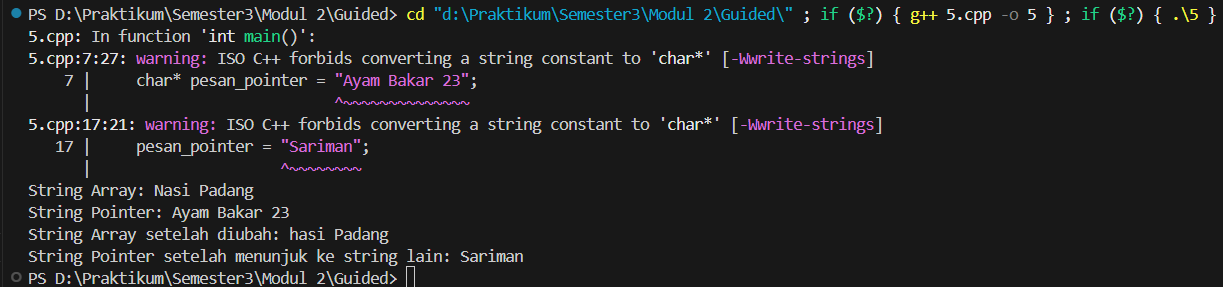 PS D:\Praktikum\Semester3\Modul 2\Guided> cd "d:\Praktikum\Semester3\Modul 2\Guided\" ; if ($?) { g++ 5.cpp -o 5 } ; if ($?) { .\5 }
5.cpp: In function 'int main()':
5.cpp:7:27: warning: ISO C++ forbids converting a string constant to 'char*' [-Wwrite-strings]
    7 |     char* pesan_pointer = "Ayam Bakar 23";
      |                           ^~~~~~~~~~~~~~~
5.cpp:17:21: warning: ISO C++ forbids converting a string constant to 'char*' [-Wwrite-strings]
   17 |     pesan_pointer = "Sariman";
      |                     ^~~~~~~~~
String Array: Nasi Padang
String Pointer: Ayam Bakar 23
String Array setelah diubah: hasi Padang
String Pointer setelah menunjuk ke string lain: Sariman
PS D:\Praktikum\Semester3\Modul 2\Guided>